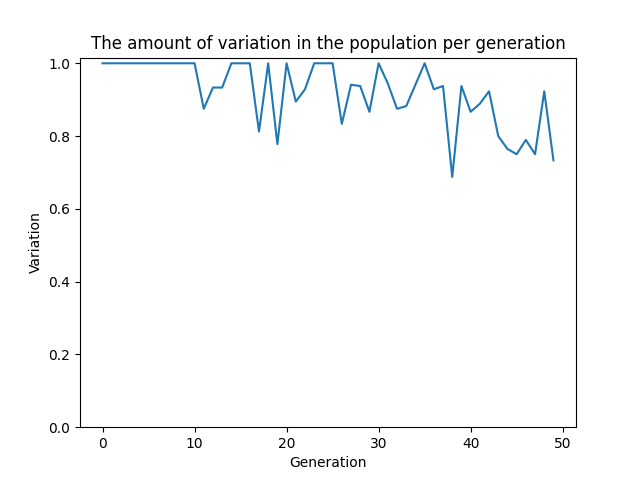 The amount of variation in the population per generation
1.0
0.8
0.6
0.4
0.2
0.0
Variation
0 10 20 30 40 50
Generation